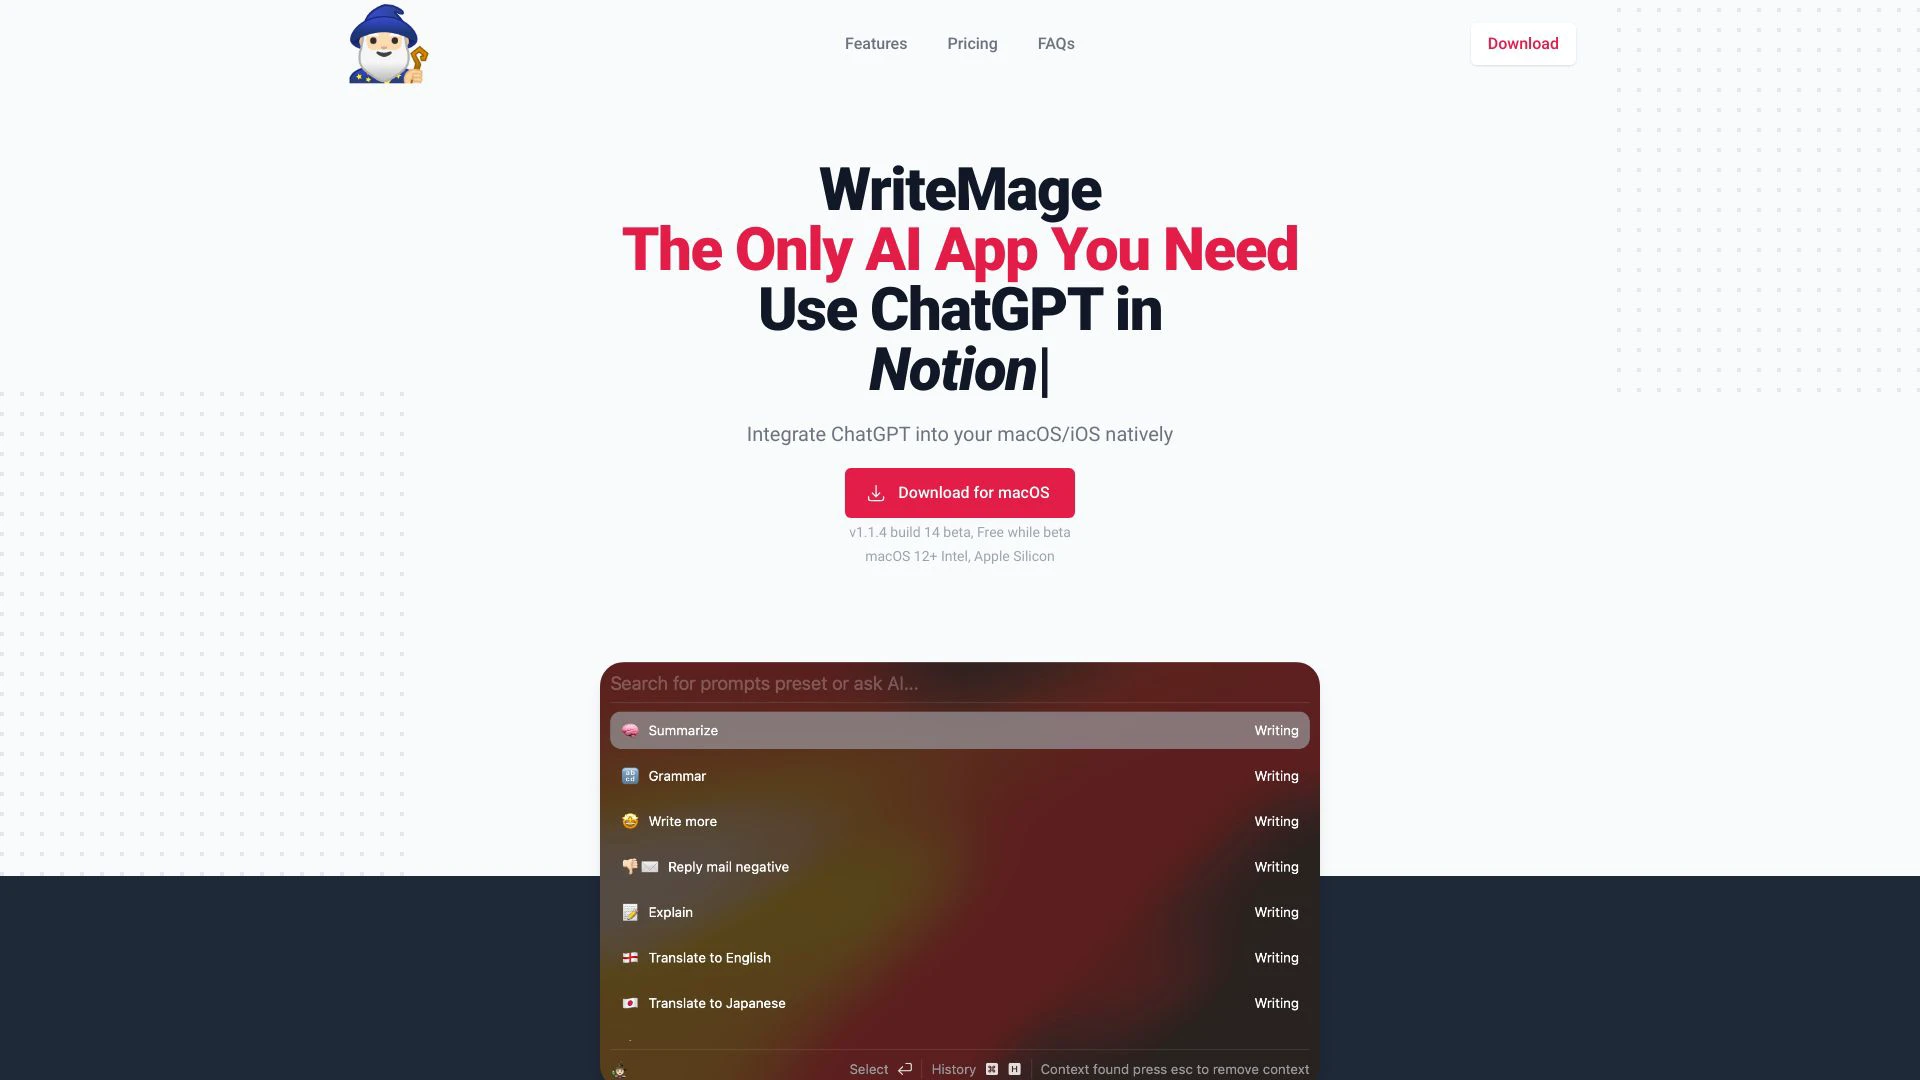 Features Pricing FAQs Download
WriteMage
The Only AI App You Need
Use ChatGPT in
Notion|
Integrate ChatGPT into your macOS/iOS natively
Download for macOS
v1.1.4 build 14 beta, Free while beta
macOS 12+ Intel, Apple Silicon
Search for prompts preset or ask AI...
Summarize Writing
Grammar Writing
Write more Writing
Reply mail negative Writing
Explain Writing
Translate to English Writing
Translate to Japanese Writing
Select History ⌘ H Context found press esc to remove context